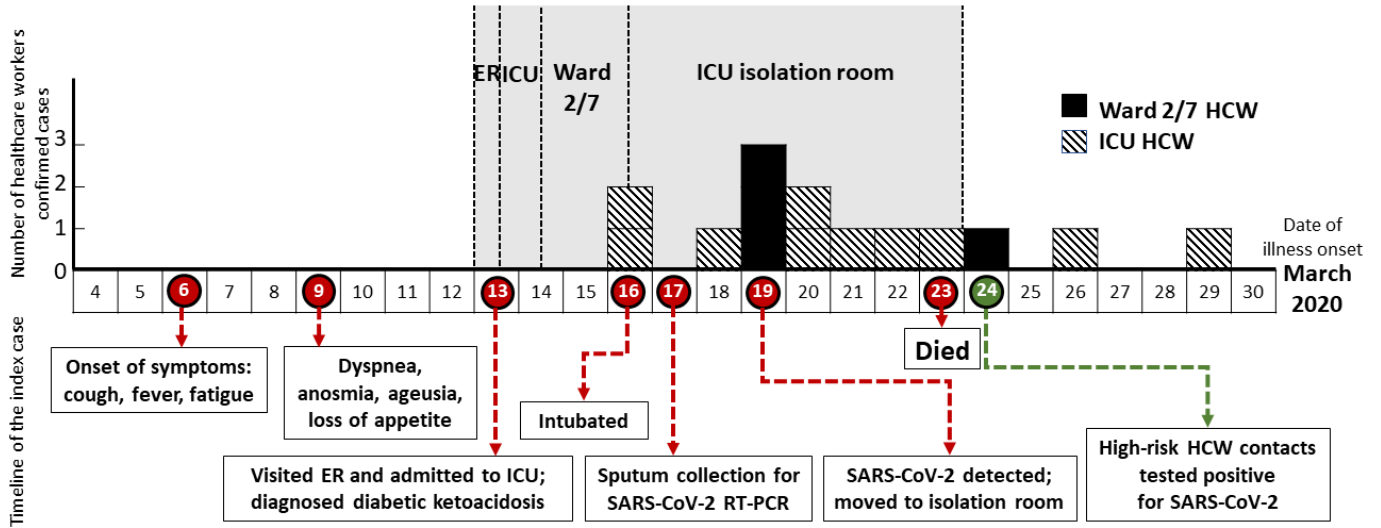 Number of healthcare workers
confirmed cases
3
2
1
0
ER
ICU
Ward
2/7
ICU isolation room
Ward 2/7 HCW
ICU HCW
Date of
illness onset
March
2020
4 5 6 7 8 9 10 11 12 13 14 15 16 17 18 19 20 21 22 23 24 25 26 27 28 29 30
Timeline of the index case
Onset of symptoms:
cough, fever, fatigue
Dyspnea,
anosmia, ageusia,
loss of appetite
Visited ER and admitted to ICU;
diagnosed diabetic ketoacidosis
Intubated
Sputum collection for
SARS-CoV-2 RT-PCR
SARS-CoV-2 detected;
moved to isolation room
Died
High-risk HCW contacts
tested positive
for SARS-CoV-2